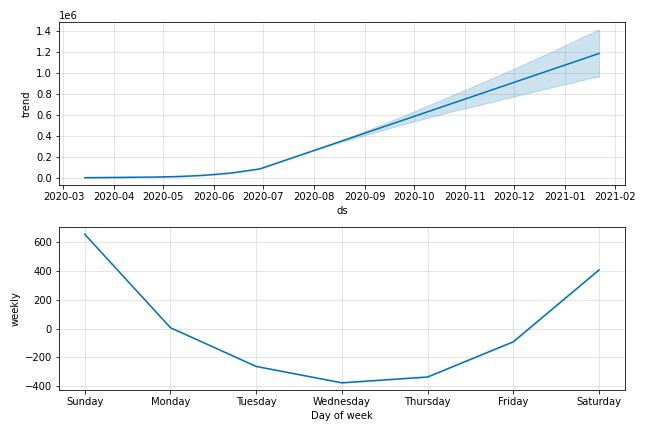 1e6
1.4
1.2
1.0
0.8
0.6
0.4
0.2
0.0
trend
2020-03 2020-04 2020-05 2020-06 2020-07 2020-08 2020-09 2020-10 2020-11 2020-12 2021-01 2021-02
ds
600
400
200
0
−200
−400
weekly
Sunday Monday Tuesday Wednesday Thursday Friday Saturday
Day of week